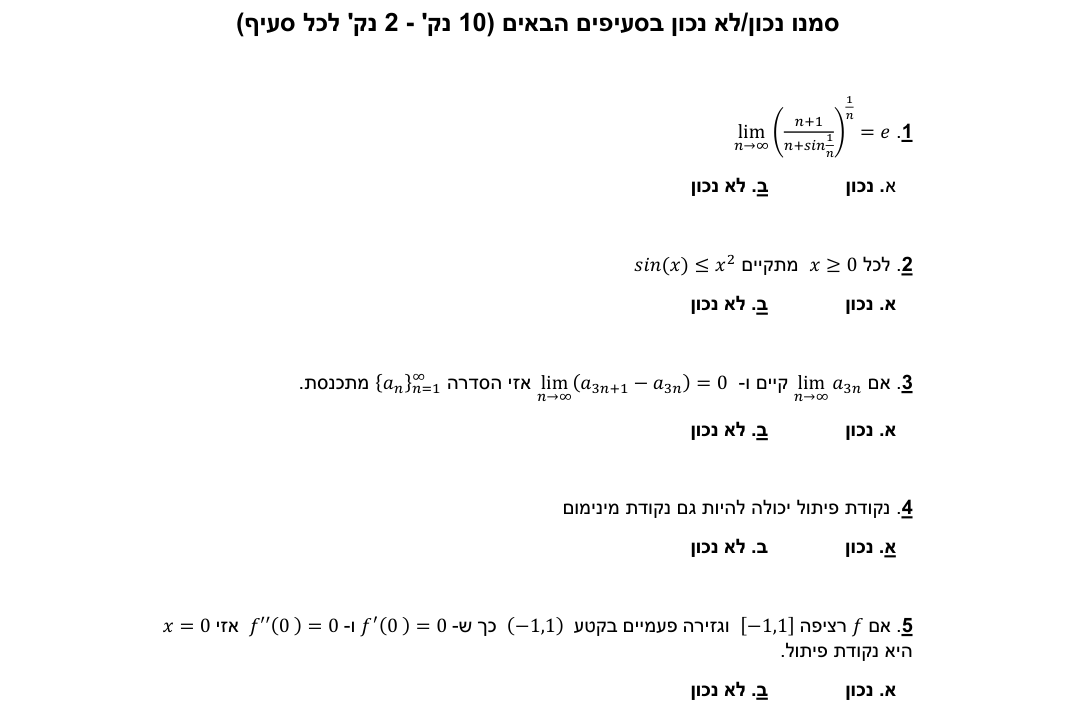 סמנו נכון/לא נכון בסעיפים הבאים (10 נק' - 2 נק' לכל סעיף)
1. lim_{n→∞} ((n+1)/(n+sin(1/n)))^{1/n} = e
א. נכון ב. לא נכון
2. לכל x ≥ 0 מתקיים sin(x) ≤ x²
א. נכון ב. לא נכון
3. אם lim_{n→∞} a_{3n} קיים ו- lim_{n→∞} (a_{3n+1} − a_{3n}) = 0 אזי הסדרה {a_n}_{n=1}^∞ מתכנסת.
א. נכון ב. לא נכון
4. נקודת פיתול יכולה להיות גם נקודת מינימום
א. נכון ב. לא נכון
5. אם f רציפה [−1,1] וגזירה פעמיים בקטע (−1,1) כך ש- f′(0 ) = 0 ו- f′′(0 ) = 0 אזי x = 0
היא נקודת פיתול.
א. נכון ב. לא נכון